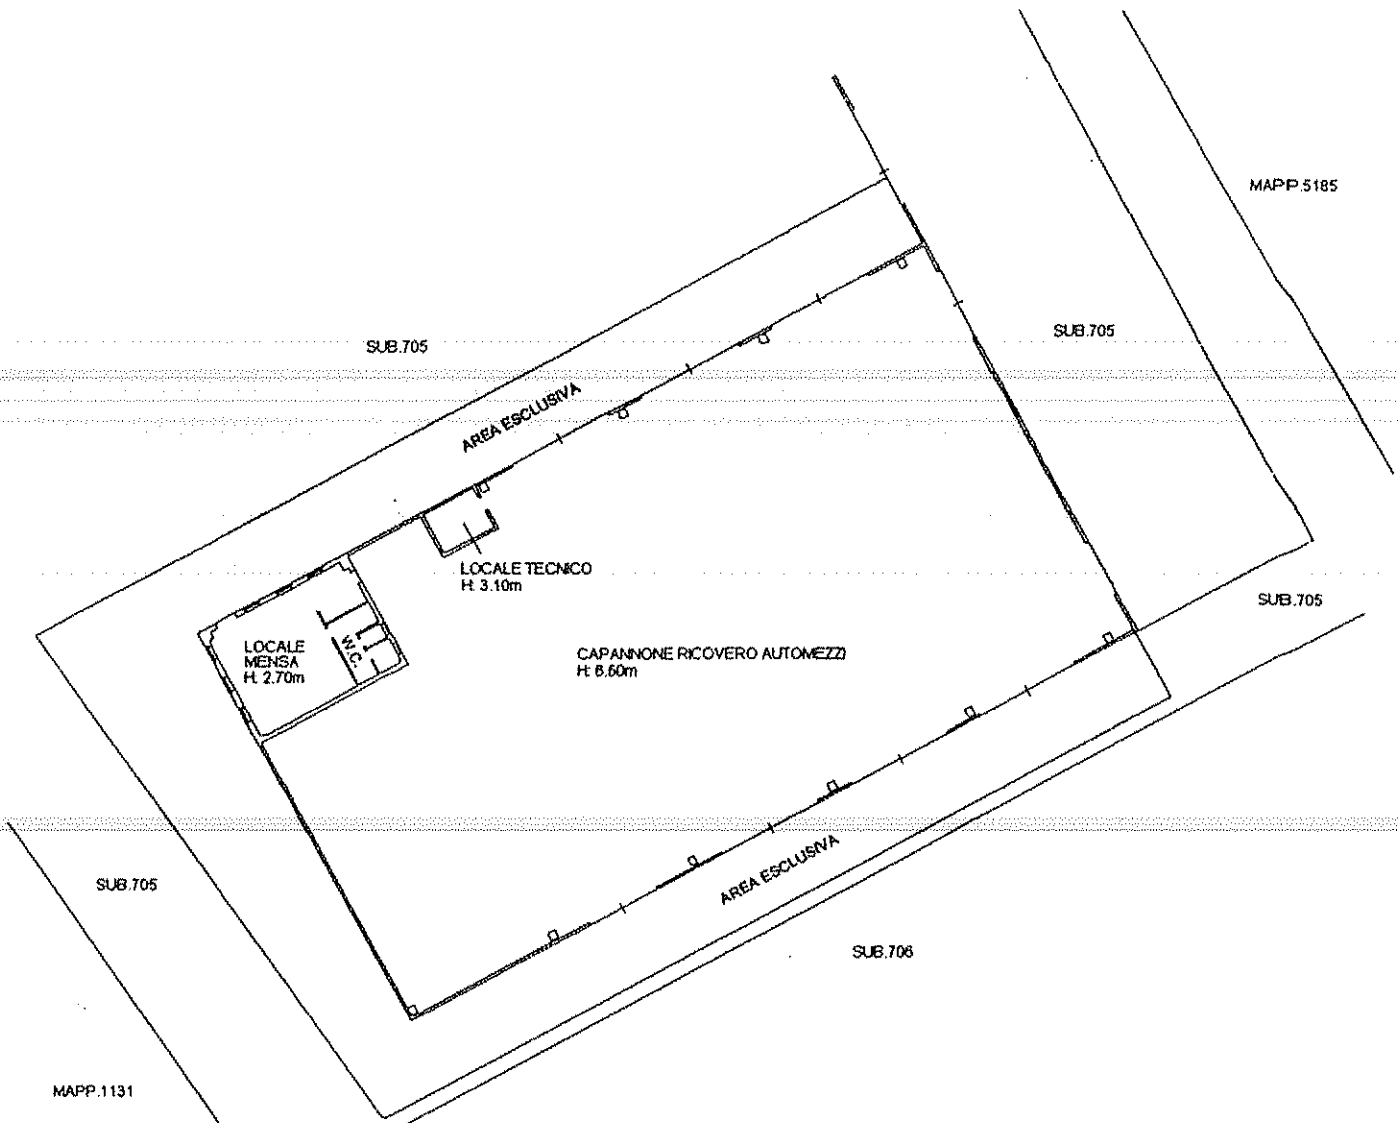 MAPP.5185
SUB.705
SUB.705
AREA ESCLUSIVA
LOCALE TECNICO
H: 3.10m
SUB.705
LOCALE
MENSA
H: 2.70m
W.C.
CAPANNONE RICOVERO AUTOMEZZI
H: 6.60m
AREA ESCLUSIVA
SUB.705
SUB.706
MAPP.1131